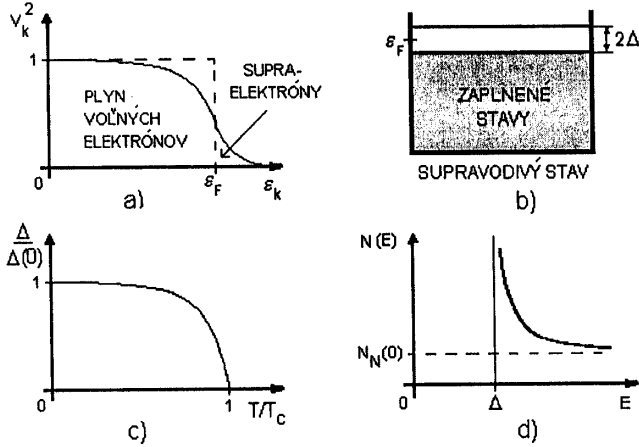 v_k^2
1
PLYN
VOĽNÝCH
ELEKTRÓNOV
SUPRA-
ELEKTRÓNY
0
ε_F
ε_k
a)
ε_F
2Δ
ZAPLNENÉ
STAVY
SUPRAVODIVÝ STAV
b)
Δ
Δ(0)
1
0
1
T/T_c
c)
N(E)
N_N(0)
0
Δ
E
d)